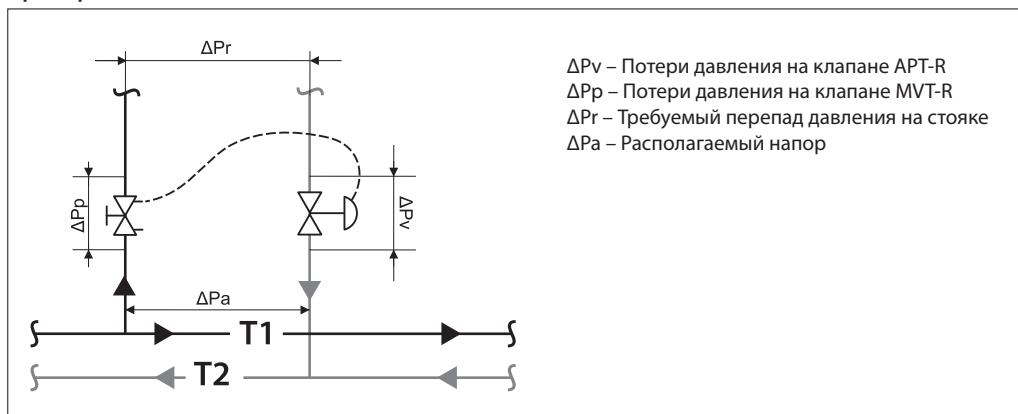 ΔPr
ΔPv – Потери давления на клапане APT-R
ΔPp – Потери давления на клапане MVT-R
ΔPr – Требуемый перепад давления на стояке
ΔPa – Располагаемый напор
ΔPp
ΔPv
ΔPa
T1
T2